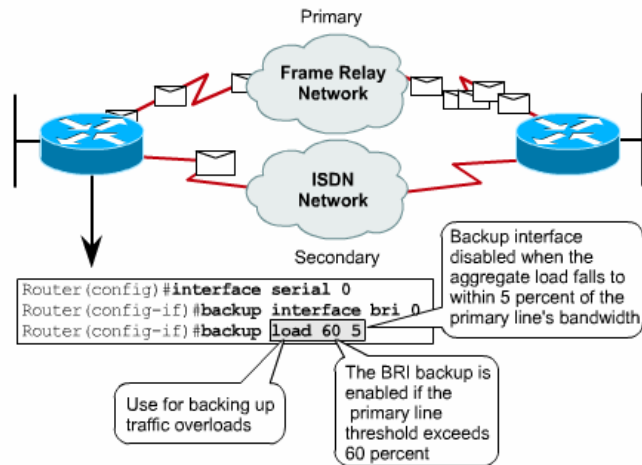 Primary
Frame Relay
Network
ISDN
Network
Secondary
Backup interface
disabled when the
aggregate load falls to
within 5 percent of the
primary line's bandwidth
Router(config)#interface serial 0
Router(config-if)#backup interface bri 0
Router(config-if)#backup load 60 5
Use for backing up
traffic overloads
The BRI backup is
enabled if the
primary line
threshold exceeds
60 percent